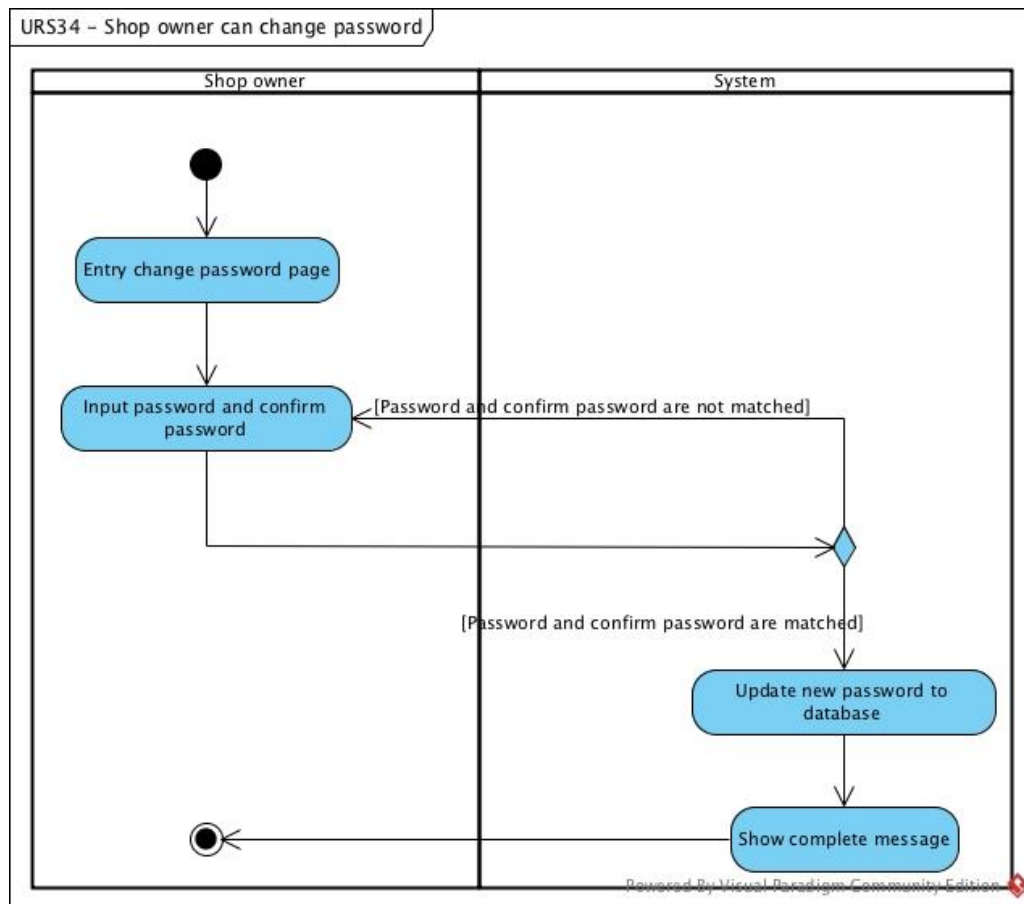 URS34 – Shop owner can change password
Shop owner
System
Entry change password page
Input password and confirm
password
[Password and confirm password are not matched]
[Password and confirm password are matched]
Update new password to
database
Show complete message
Powered By Visual Paradigm Community Edition